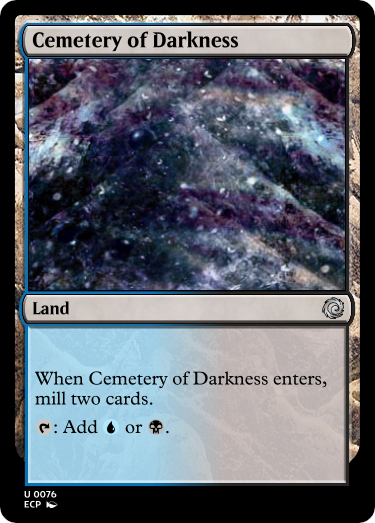 Cemetery of Darkness
Land
When Cemetery of Darkness enters,
mill two cards.
: Add or .
U 0076
ECP